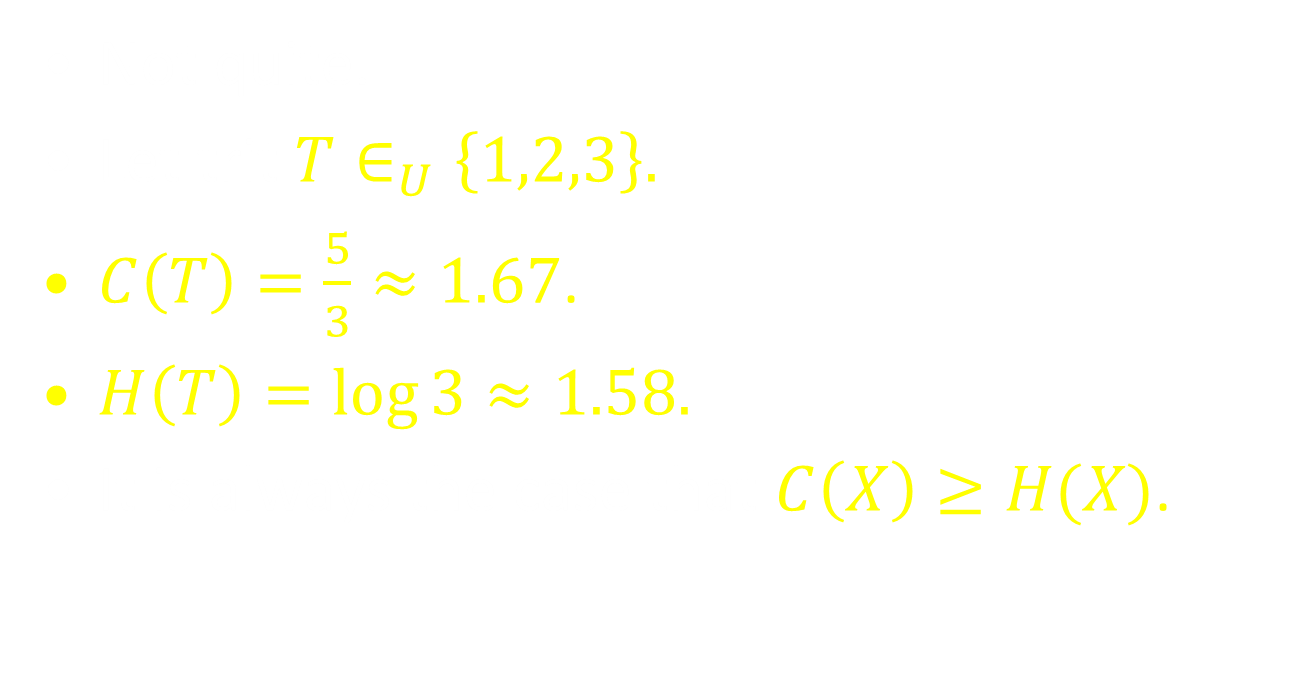 T ∈_U {1,2,3}.
• C(T) = 5/3 ≈ 1.67.
• H(T) = log 3 ≈ 1.58.
C(X) ≥ H(X).